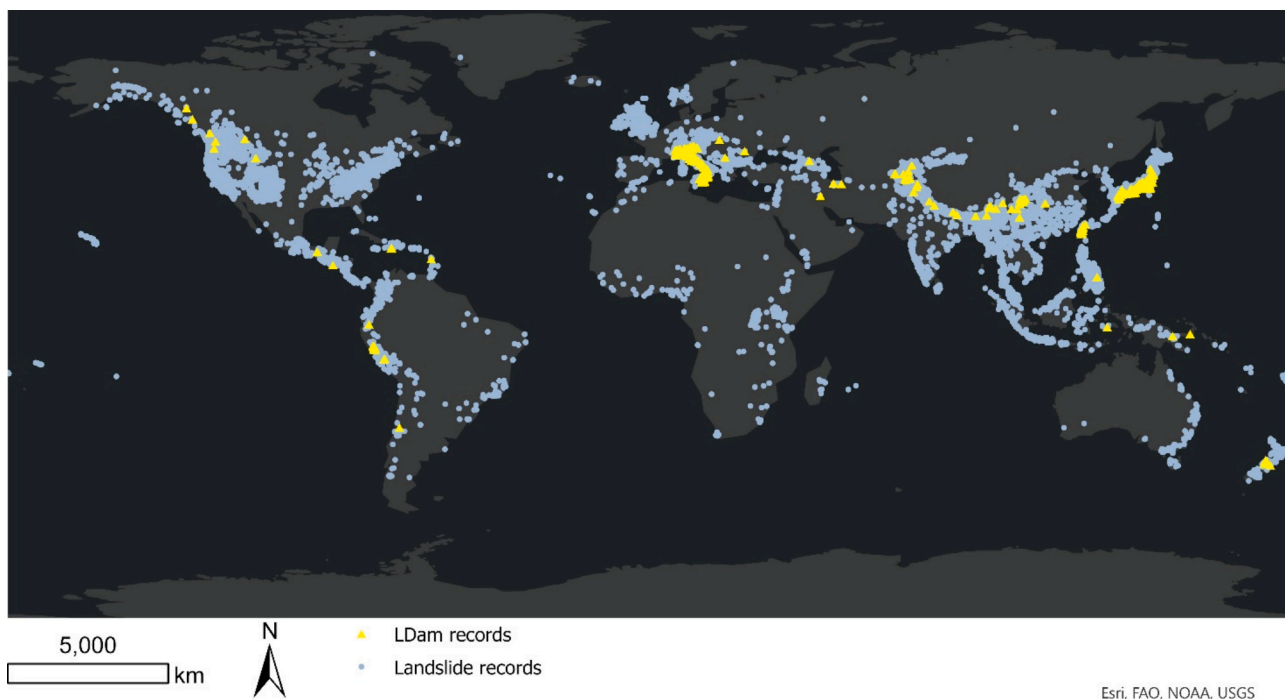 5,000
km
N
LDam records
Landslide records
Esri, FAO, NOAA, USGS